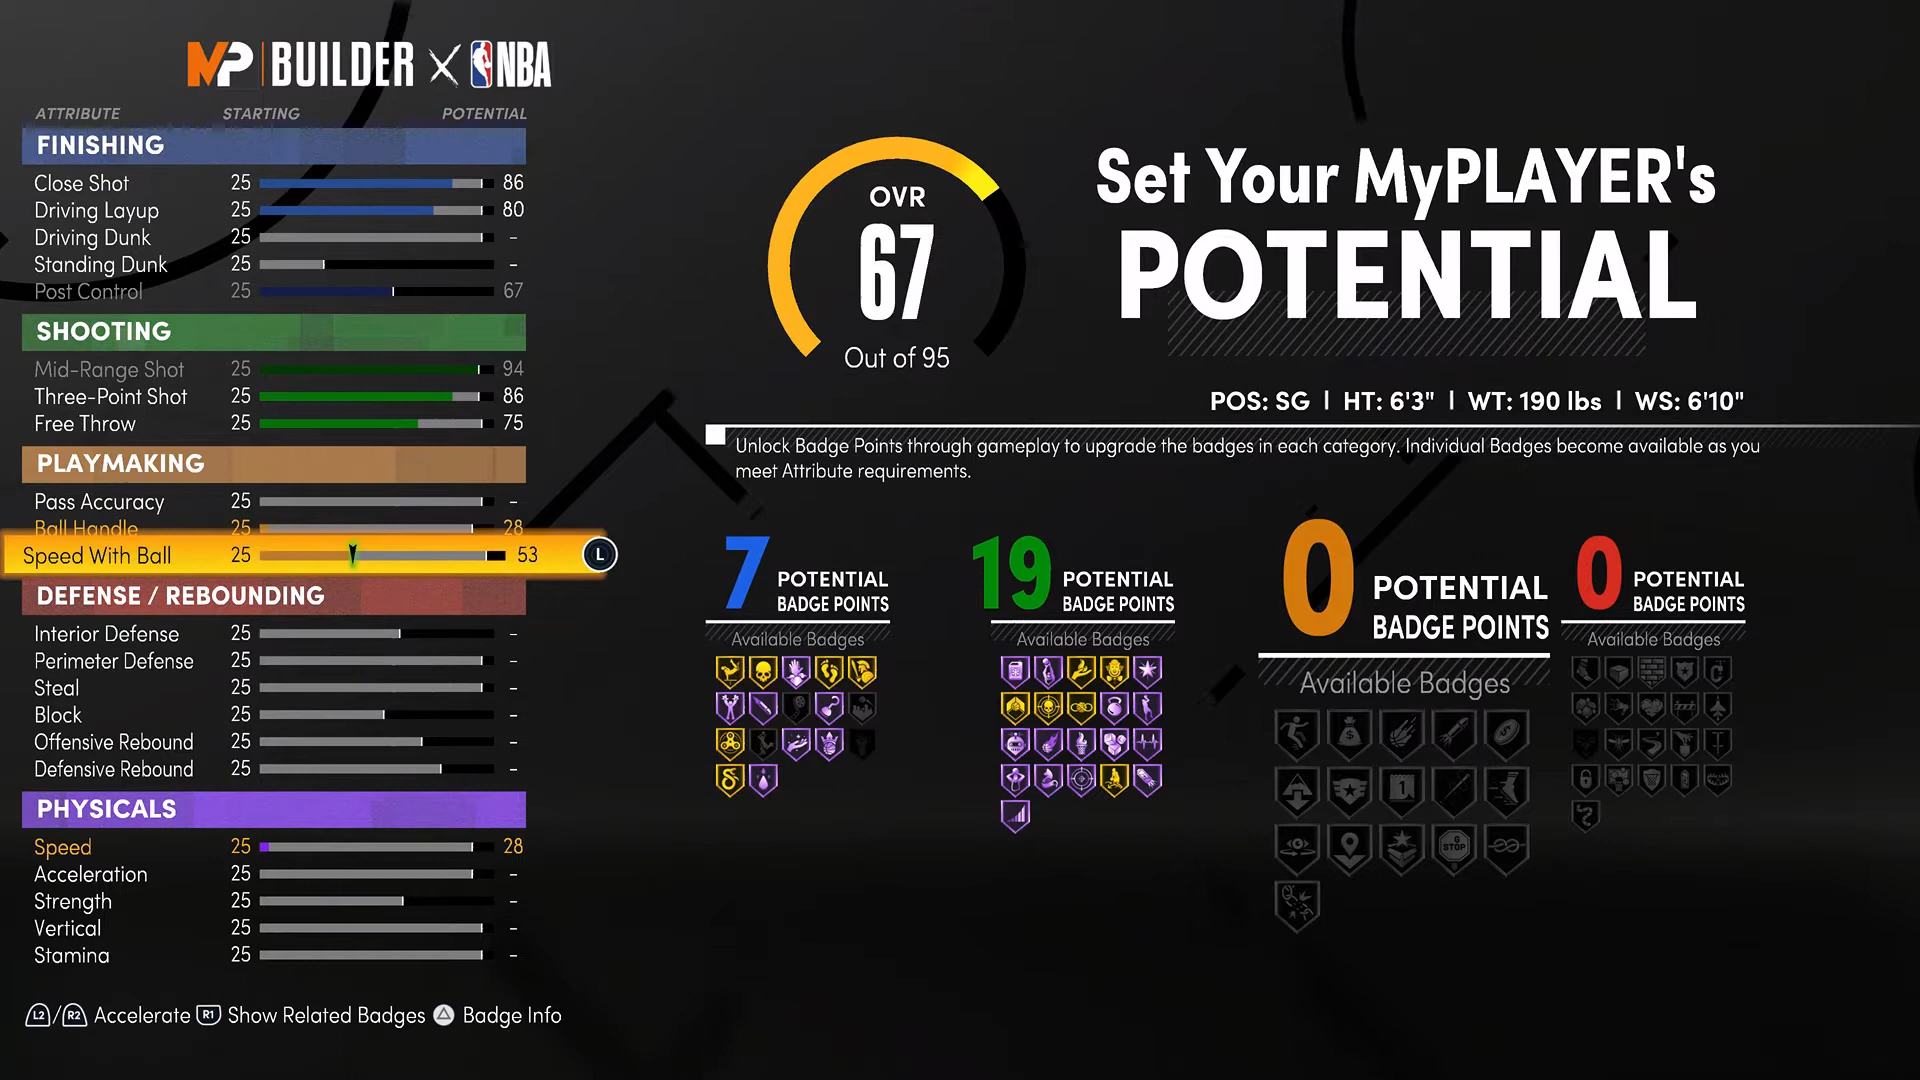 MP BUILDER X NBA
ATTRIBUTE STARTING POTENTIAL
FINISHING
Close Shot 25 86
Driving Layup 25 80
Driving Dunk 25 -
Standing Dunk 25 -
Post Control 25 67
SHOOTING
Mid-Range Shot 25 94
Three-Point Shot 25 86
Free Throw 25 75
PLAYMAKING
Pass Accuracy 25 -
Ball Handle 25 28
Speed With Ball 25 53 L
DEFENSE / REBOUNDING
Interior Defense 25 -
Perimeter Defense 25 -
Steal 25 -
Block 25 -
Offensive Rebound 25 -
Defensive Rebound 25 -
PHYSICALS
Speed 25 28
Acceleration 25 -
Strength 25 -
Vertical 25 -
Stamina 25 -
L2 / R2 Accelerate R1 Show Related Badges Badge Info
OVR
67
Out of 95
Set Your MyPLAYER's
POTENTIAL
POS: SG | HT: 6'3" | WT: 190 lbs | WS: 6'10"
Unlock Badge Points through gameplay to upgrade the badges in each category. Individual Badges become available as you
meet Attribute requirements.
7 POTENTIAL
BADGE POINTS
Available Badges
19 POTENTIAL
BADGE POINTS
Available Badges
0 POTENTIAL
BADGE POINTS
Available Badges
1
STOP
0 POTENTIAL
BADGE POINTS
Available Badges